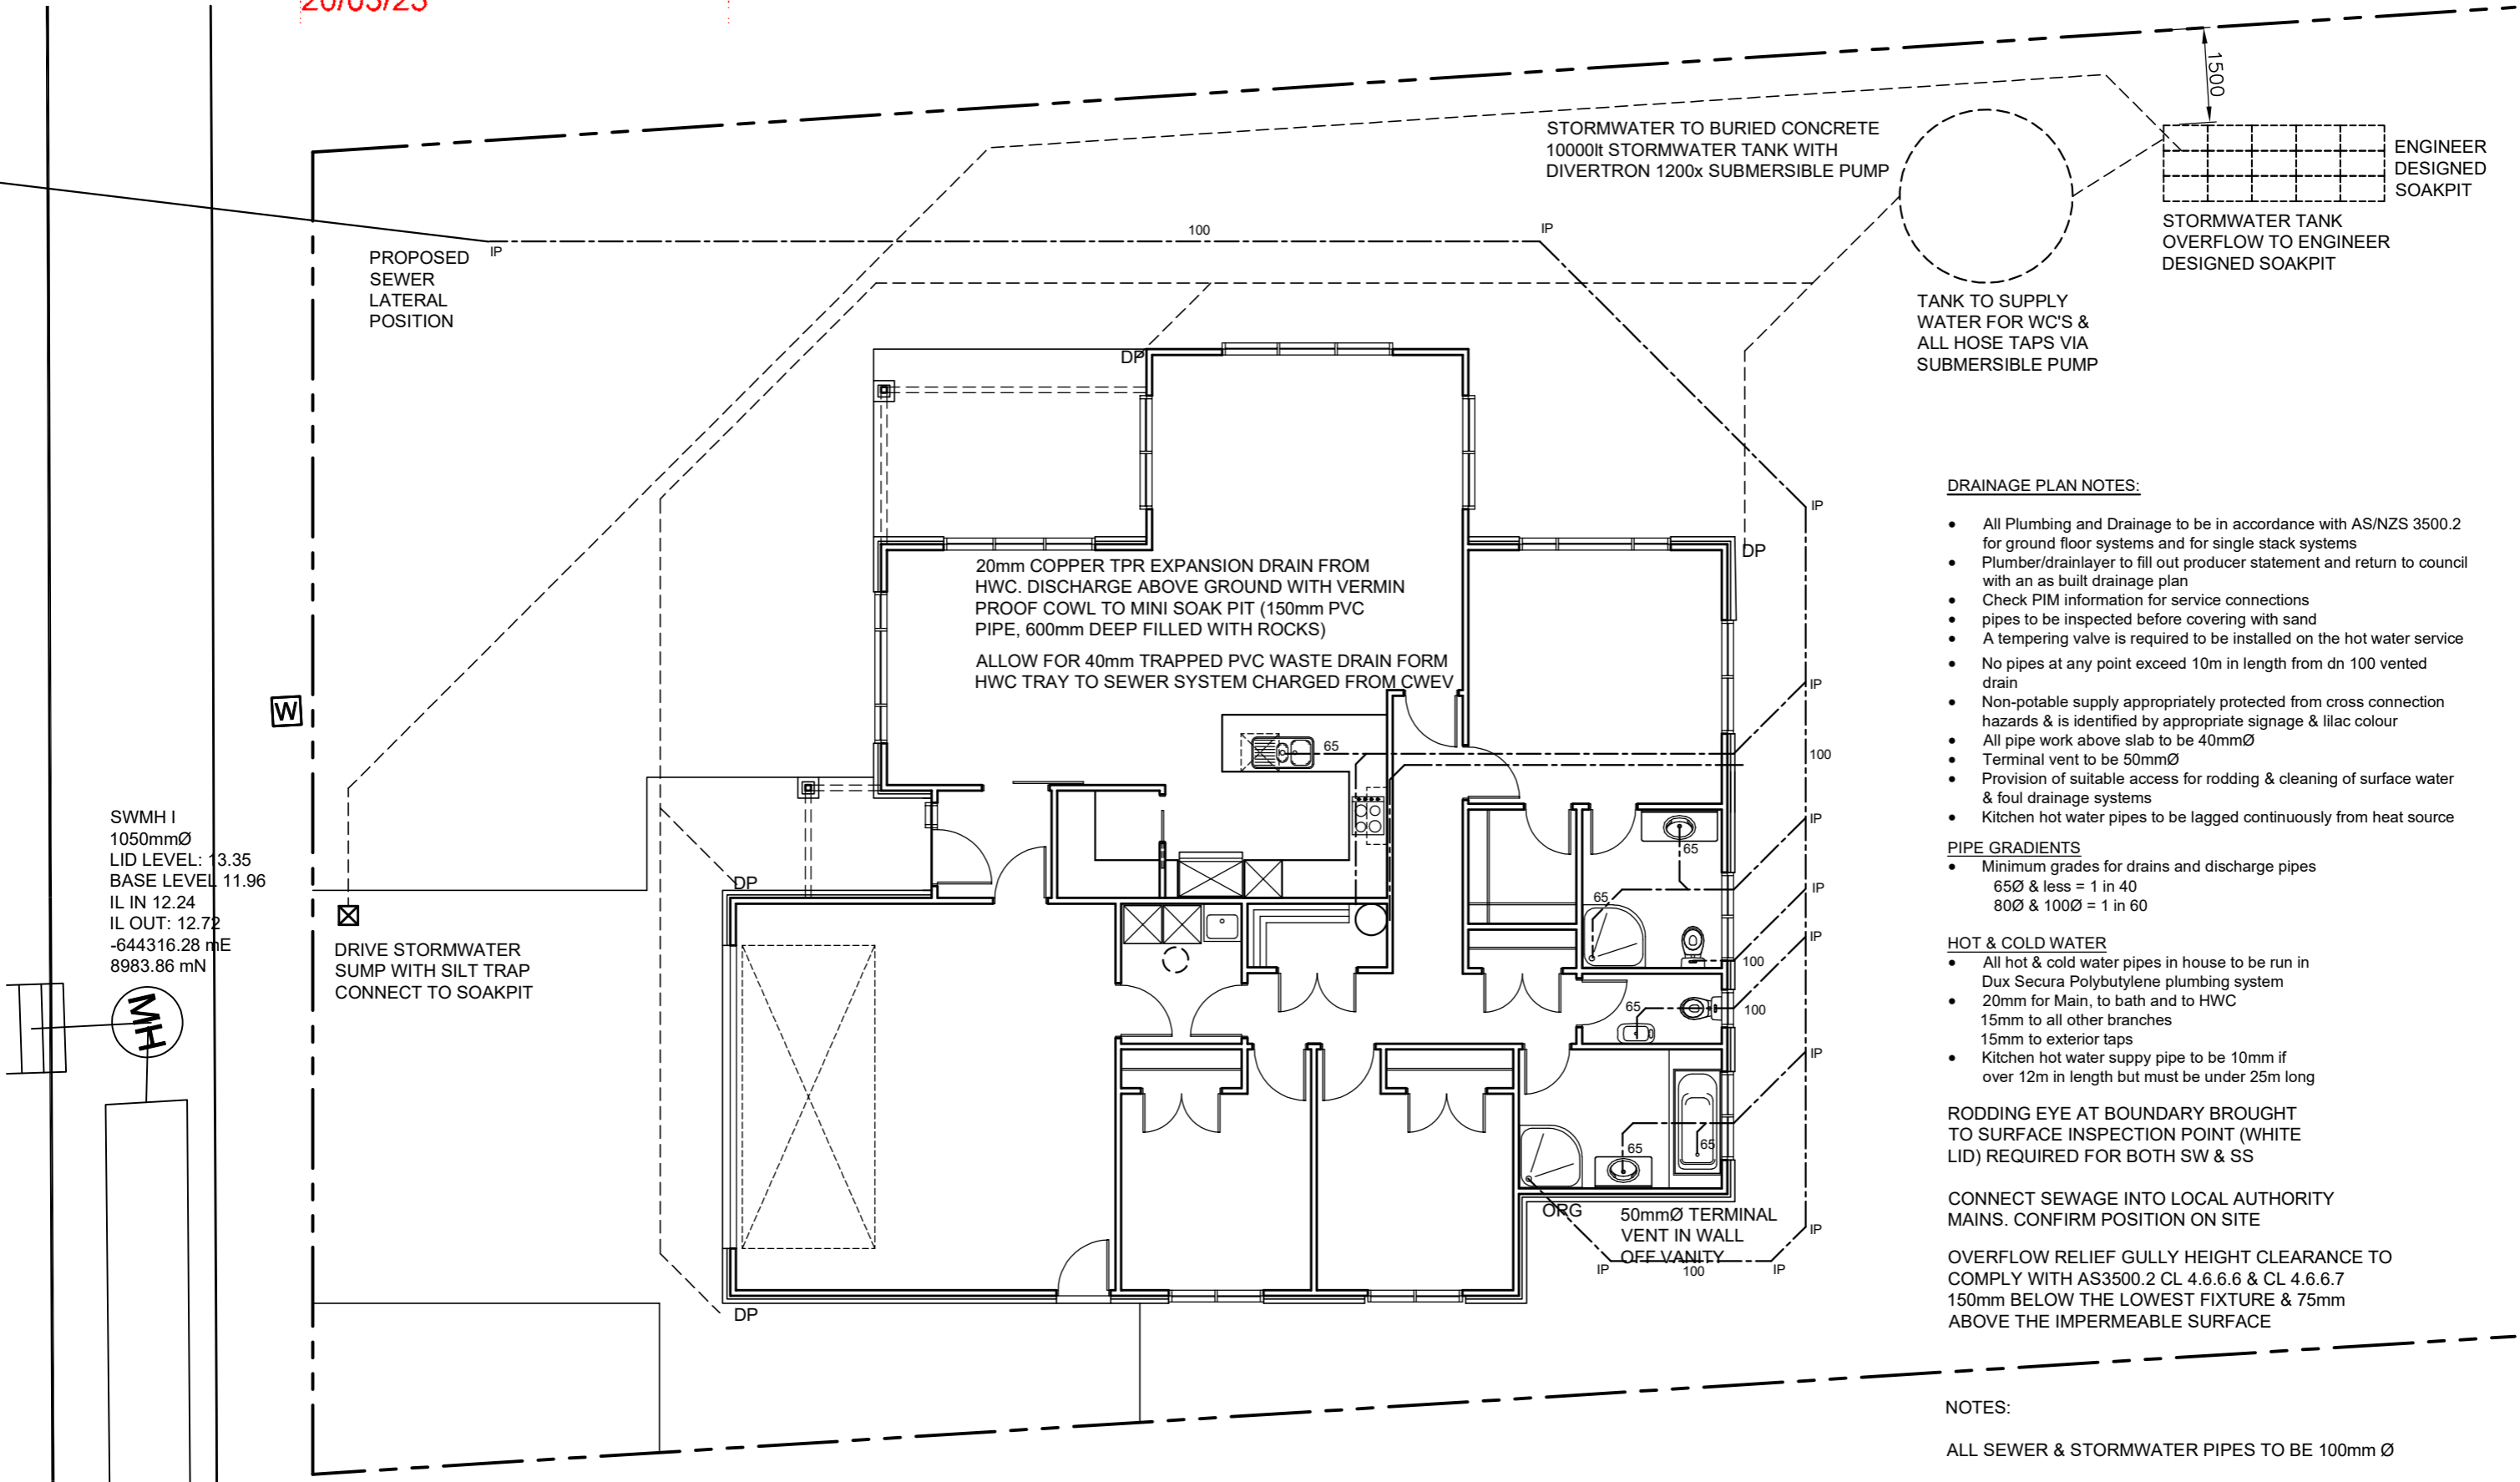 20/03/23
1500
STORMWATER TO BURIED CONCRETE
10000lt STORMWATER TANK WITH
DIVERTRON 1200x SUBMERSIBLE PUMP
ENGINEER
DESIGNED
SOAKPIT
STORMWATER TANK
OVERFLOW TO ENGINEER
DESIGNED SOAKPIT
PROPOSED
SEWER
LATERAL
POSITION
IP
100
IP
TANK TO SUPPLY
WATER FOR WC'S &
ALL HOSE TAPS VIA
SUBMERSIBLE PUMP
DP
IP
DP
20mm COPPER TPR EXPANSION DRAIN FROM
HWC. DISCHARGE ABOVE GROUND WITH VERMIN
PROOF COWL TO MINI SOAK PIT (150mm PVC
PIPE, 600mm DEEP FILLED WITH ROCKS)
ALLOW FOR 40mm TRAPPED PVC WASTE DRAIN FORM
HWC TRAY TO SEWER SYSTEM CHARGED FROM CWEV
IP
W
65
100
IP
65
65
IP
DP
SWMH I
1050mmØ
LID LEVEL: 13.35
BASE LEVEL 11.96
IL IN 12.24
IL OUT: 12.72
-644316.28 mE
8983.86 mN
MH
DRIVE STORMWATER
SUMP WITH SILT TRAP
CONNECT TO SOAKPIT
IP
100
65
100
IP
65
65
ORG
50mmØ TERMINAL
VENT IN WALL
OFF VANITY
IP
IP
100
IP
DP
DRAINAGE PLAN NOTES:
• All Plumbing and Drainage to be in accordance with AS/NZS 3500.2
for ground floor systems and for single stack systems
• Plumber/drainlayer to fill out producer statement and return to council
with an as built drainage plan
• Check PIM information for service connections
• pipes to be inspected before covering with sand
• A tempering valve is required to be installed on the hot water service
• No pipes at any point exceed 10m in length from dn 100 vented
drain
• Non-potable supply appropriately protected from cross connection
hazards & is identified by appropriate signage & lilac colour
• All pipe work above slab to be 40mmØ
• Terminal vent to be 50mmØ
• Provision of suitable access for rodding & cleaning of surface water
& foul drainage systems
• Kitchen hot water pipes to be lagged continuously from heat source
PIPE GRADIENTS
• Minimum grades for drains and discharge pipes
65Ø & less = 1 in 40
80Ø & 100Ø = 1 in 60
HOT & COLD WATER
• All hot & cold water pipes in house to be run in
Dux Secura Polybutylene plumbing system
• 20mm for Main, to bath and to HWC
15mm to all other branches
15mm to exterior taps
• Kitchen hot water suppy pipe to be 10mm if
over 12m in length but must be under 25m long
RODDING EYE AT BOUNDARY BROUGHT
TO SURFACE INSPECTION POINT (WHITE
LID) REQUIRED FOR BOTH SW & SS
CONNECT SEWAGE INTO LOCAL AUTHORITY
MAINS. CONFIRM POSITION ON SITE
OVERFLOW RELIEF GULLY HEIGHT CLEARANCE TO
COMPLY WITH AS3500.2 CL 4.6.6.6 & CL 4.6.6.7
150mm BELOW THE LOWEST FIXTURE & 75mm
ABOVE THE IMPERMEABLE SURFACE
NOTES:
ALL SEWER & STORMWATER PIPES TO BE 100mm Ø